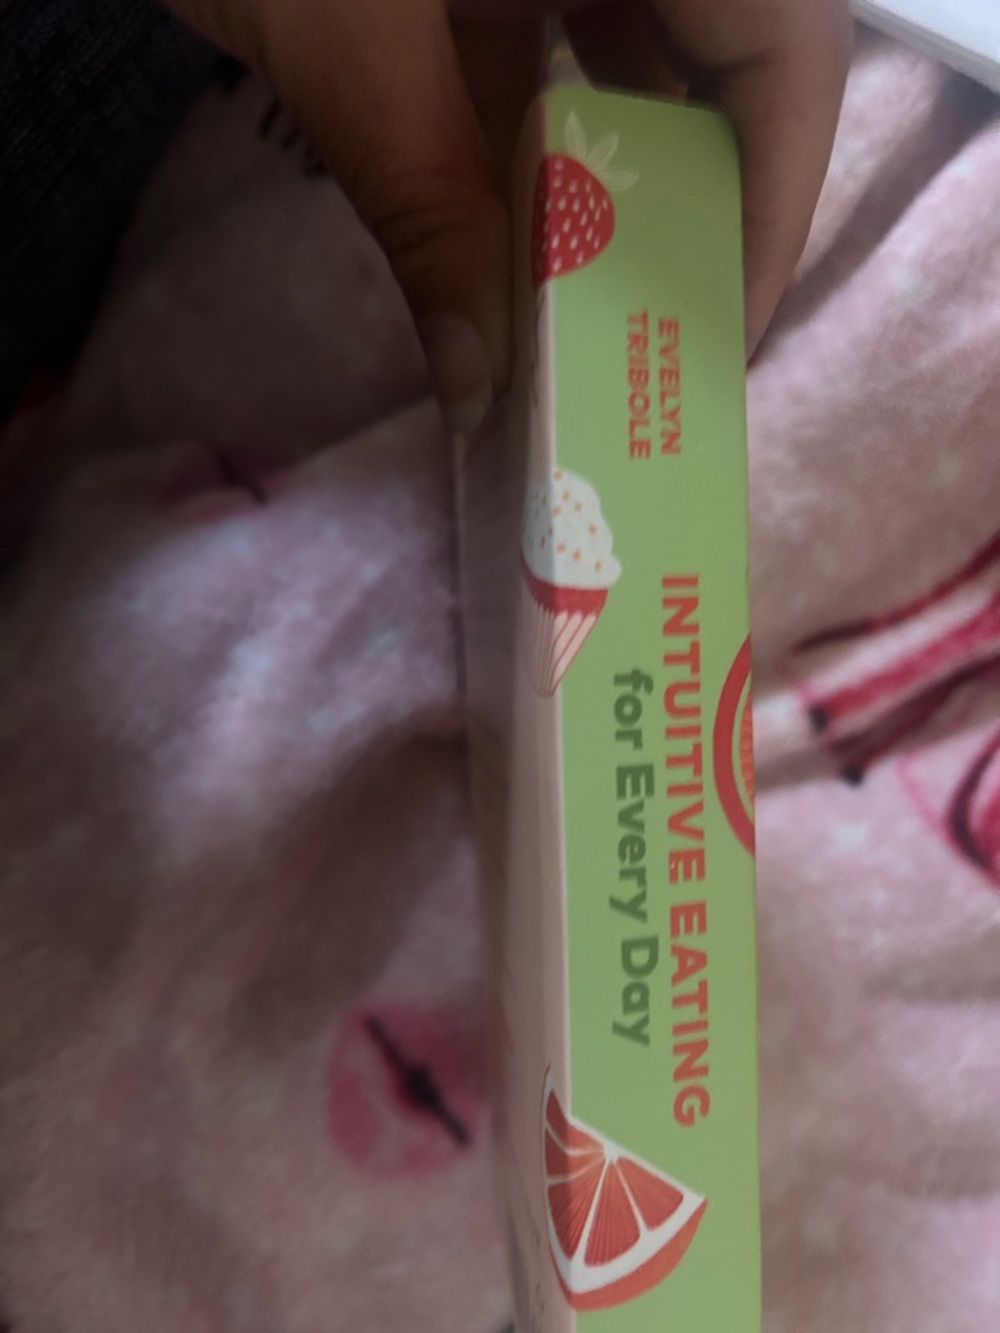 EVELYN
TRIBOLE
INTUITIVE EATING
for Every Day